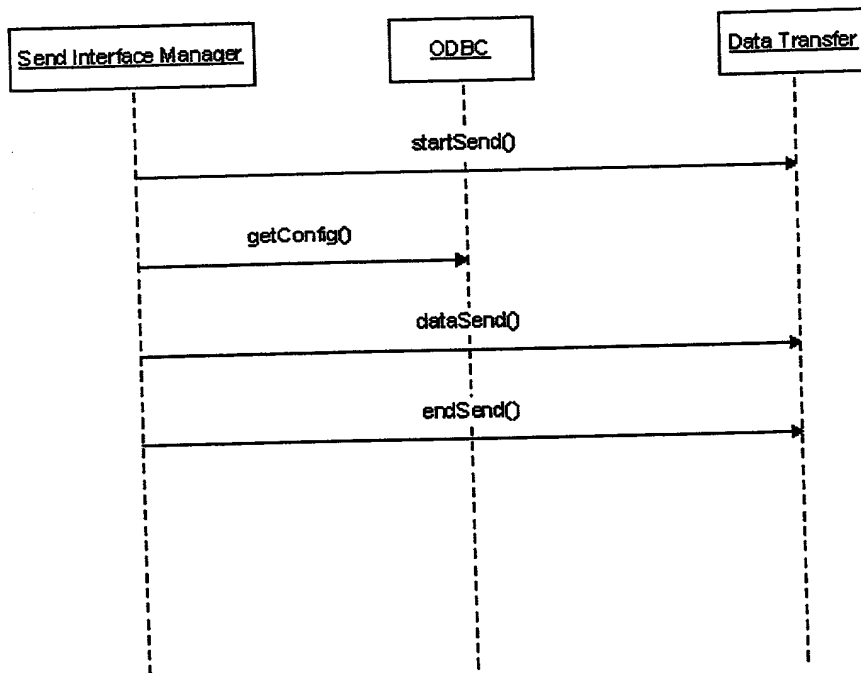 Send Interface Manager
ODBC
Data Transfer
startSend()
getConfig()
dataSend()
endSend()